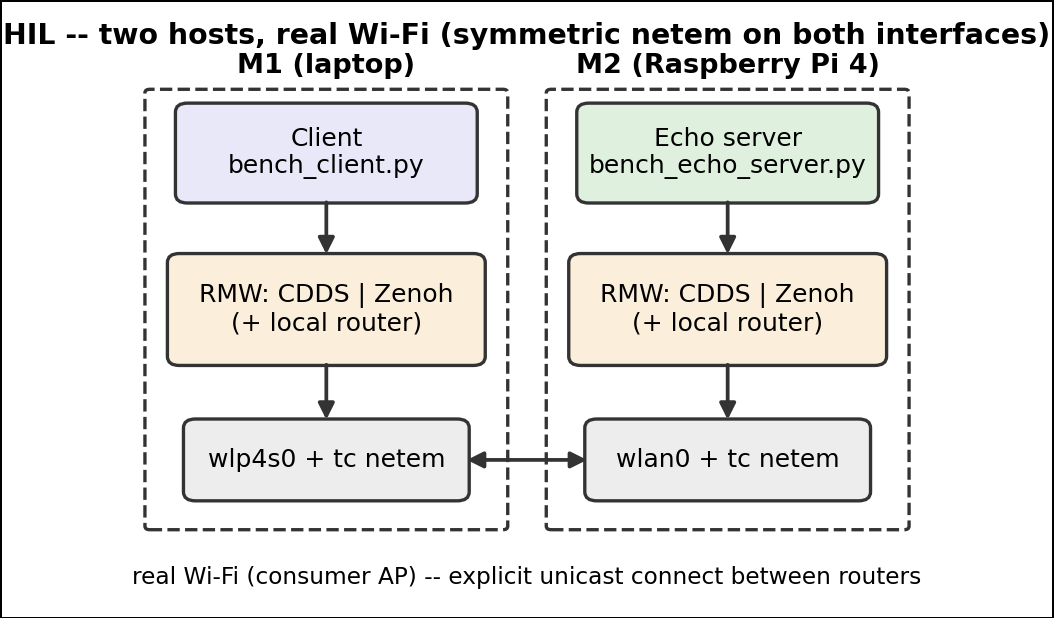 HIL -- two hosts, real Wi-Fi (symmetric netem on both interfaces)
M1 (laptop)
Client
bench_client.py
RMW: CDDS | Zenoh
(+ local router)
wlp4s0 + tc netem
M2 (Raspberry Pi 4)
Echo server
bench_echo_server.py
RMW: CDDS | Zenoh
(+ local router)
wlan0 + tc netem
real Wi-Fi (consumer AP) -- explicit unicast connect between routers